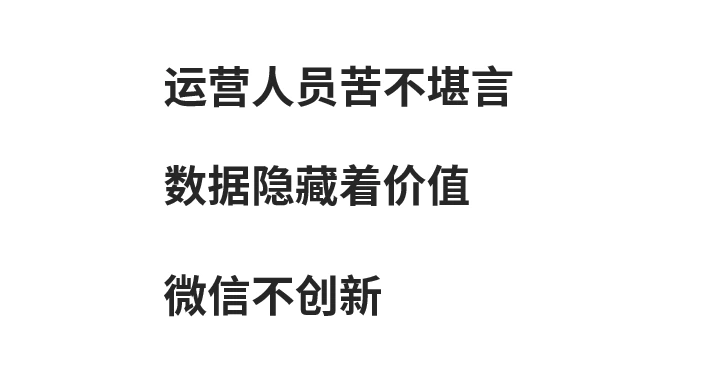 运营人员苦不堪言
数据隐藏着价值
微信不创新